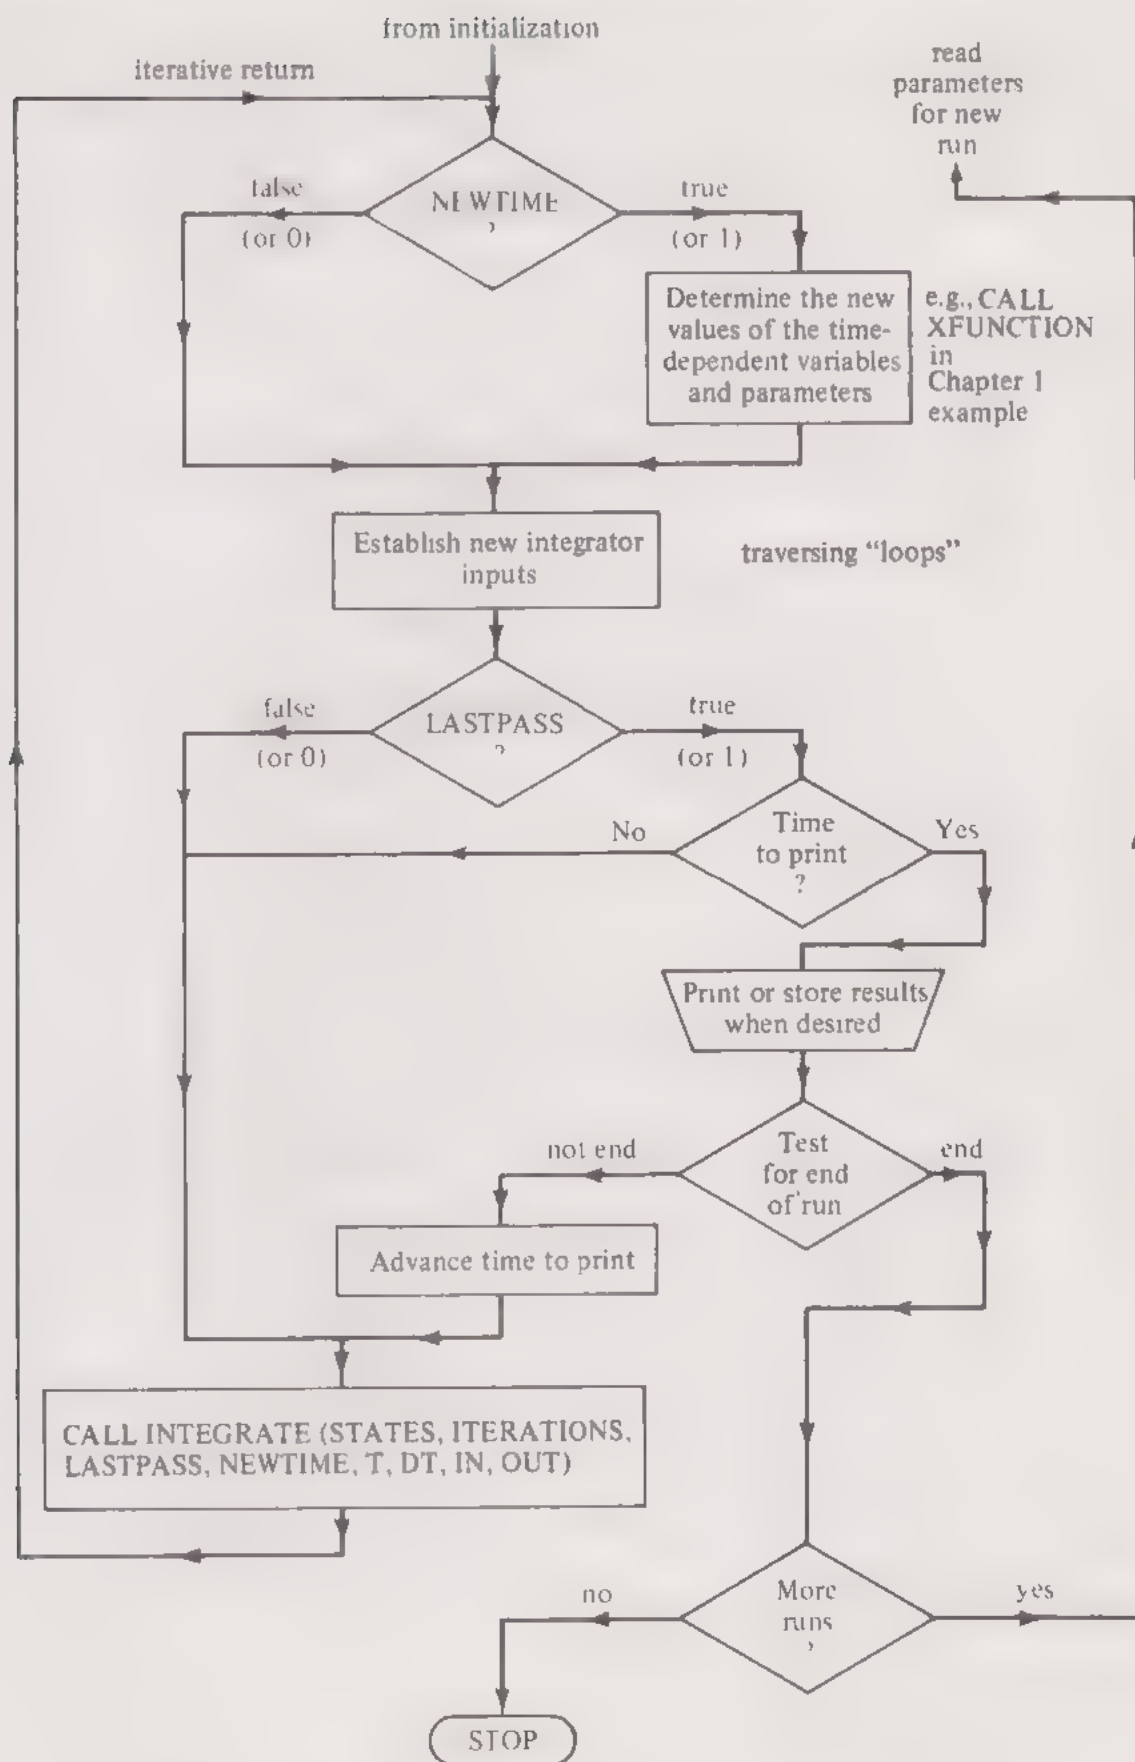 from initialization
iterative return
read
parameters
for new
run
false
(or 0)
NEWTIME
?
true
(or 1)
Determine the new
values of the time-
dependent variables
and parameters
e.g., CALL
XFUNCTION
in
Chapter 1
example
Establish new integrator
inputs
traversing “loops”
false
(or 0)
LASTPASS
?
true
(or 1)
No
Time
to print
?
Yes
Print or store results
when desired
not end
Test
for end
of run
end
Advance time to print
CALL INTEGRATE (STATES, ITERATIONS,
LASTPASS, NEWTIME, T, DT, IN, OUT)
no
More
runs
?
yes
STOP